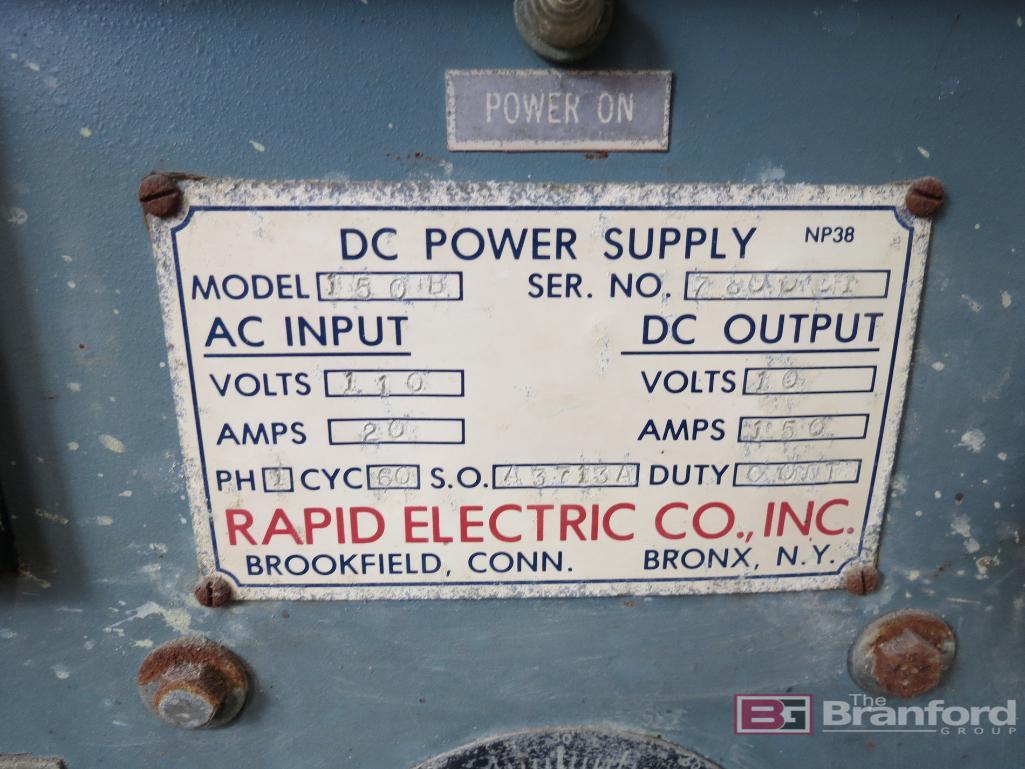 POWER ON
DC POWER SUPPLY NP38
MODEL 150B SER. NO.
AC INPUT DC OUTPUT
VOLTS 110 VOLTS 10
AMPS 20 AMPS 150
PH 1 CYC 60 S.O. A3713A DUTY CONT
RAPID ELECTRIC CO., INC.
BROOKFIELD, CONN. BRONX, N.Y.
BG The Branford GROUP